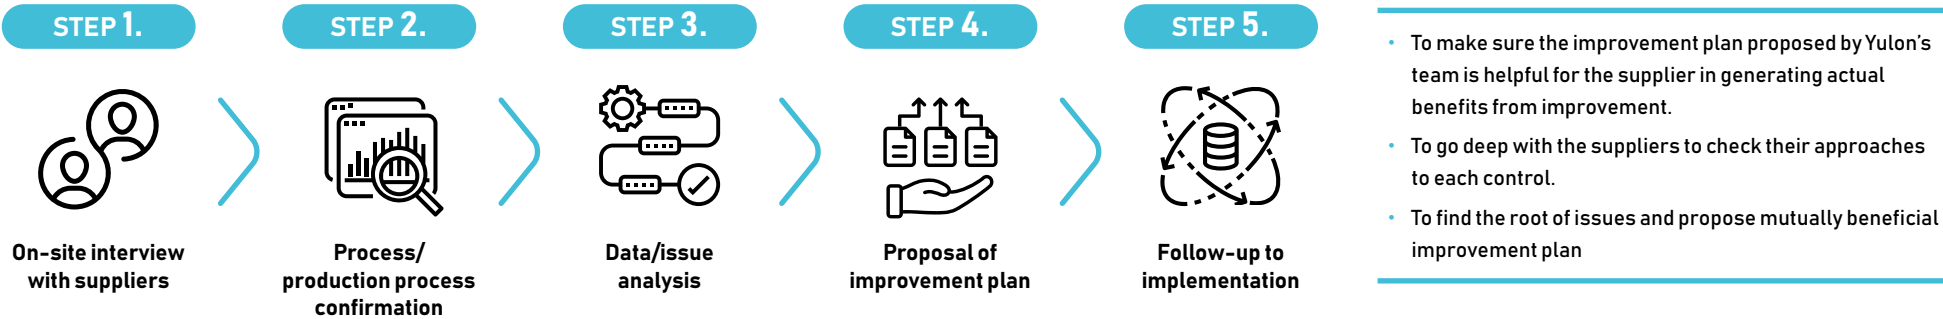 STEP 1.
On-site interview
with suppliers
STEP 2.
Process/
production process
confirmation
STEP 3.
Data/issue
analysis
STEP 4.
Proposal of
improvement plan
STEP 5.
Follow-up to
implementation
• To make sure the improvement plan proposed by Yulon’s
team is helpful for the supplier in generating actual
benefits from improvement.
• To go deep with the suppliers to check their approaches
to each control.
• To find the root of issues and propose mutually beneficial
improvement plan